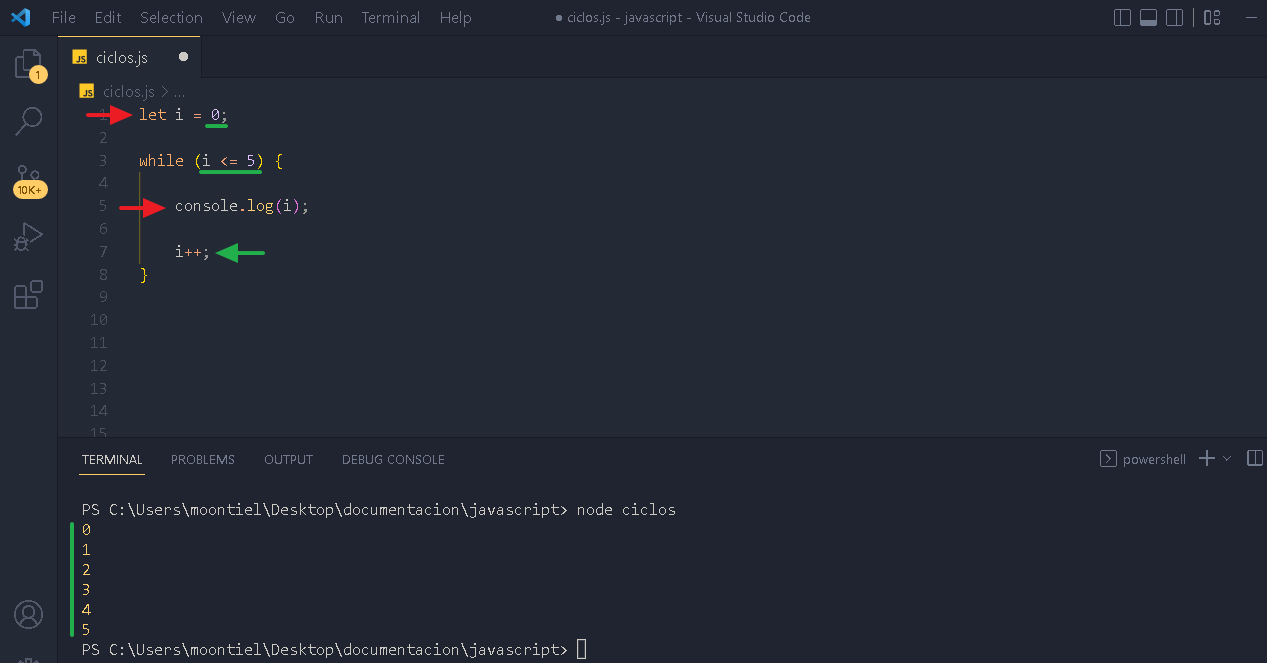 File Edit Selection View Go Run Terminal Help ● ciclos.js - javascript - Visual Studio Code
JS ciclos.js ●
1
JS ciclos.js > ...
1 let i = 0;
2
3 while (i <= 5) {
4
5 console.log(i);
6
10K+
7 i++;
8 }
9
10
11
12
13
14
15
TERMINAL PROBLEMS OUTPUT DEBUG CONSOLE powershell
PS C:\Users\moontiel\Desktop\documentacion\javascript> node ciclos
0
1
2
3
4
5
PS C:\Users\moontiel\Desktop\documentacion\javascript>